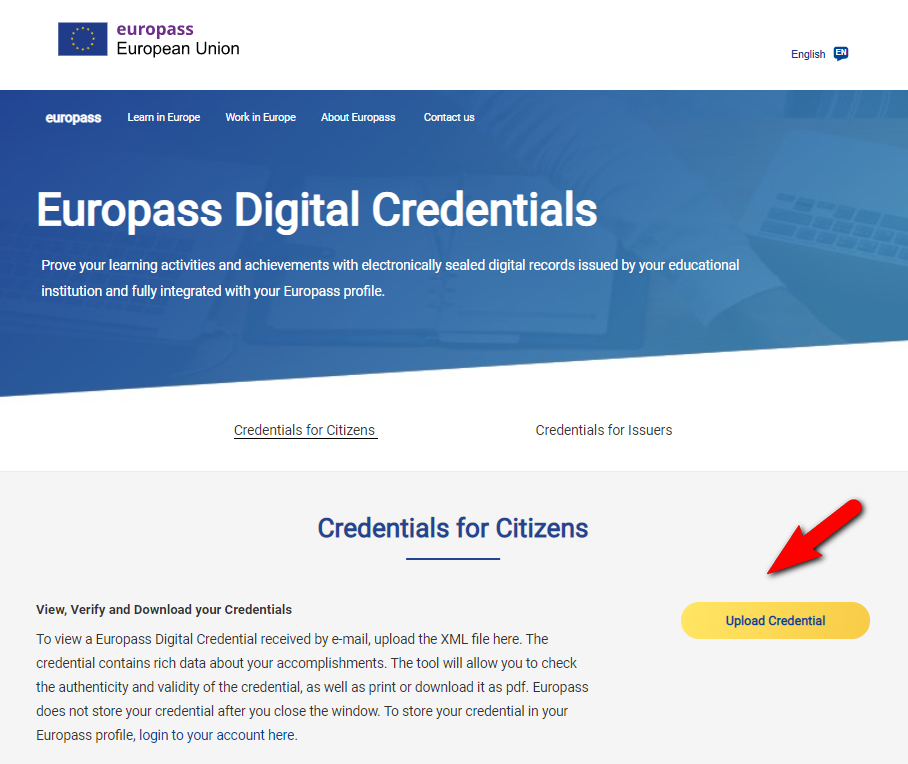 europass
European Union
English EN
europass Learn in Europe Work in Europe About Europass Contact us
Europass Digital Credentials
Prove your learning activities and achievements with electronically sealed digital records issued by your educational
institution and fully integrated with your Europass profile.
Credentials for Citizens Credentials for Issuers
Credentials for Citizens
View, Verify and Download your Credentials
Upload Credential
To view a Europass Digital Credential received by e-mail, upload the XML file here. The
credential contains rich data about your accomplishments. The tool will allow you to check
the authenticity and validity of the credential, as well as print or download it as pdf. Europass
does not store your credential after you close the window. To store your credential in your
Europass profile, login to your account here.